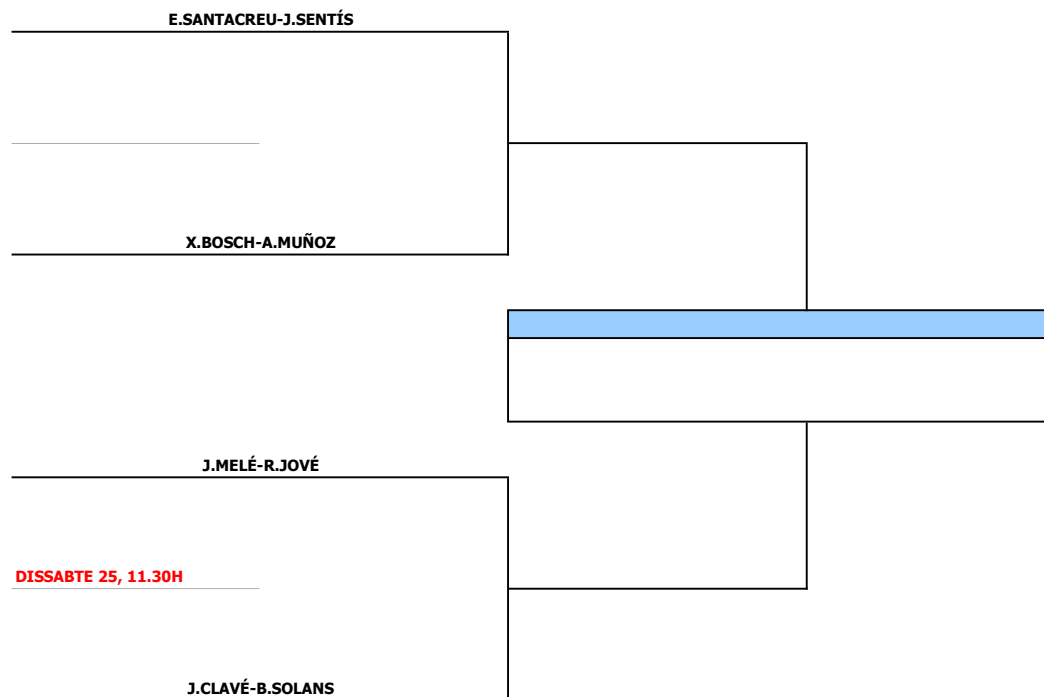 E.SANTACREU-J.SENTÍS
X.BOSCH-A.MUÑOZ
J.MELÉ-R.JOVÉ
DISSABTE 25, 11.30H
J.CLAVÉ-B.SOLANS